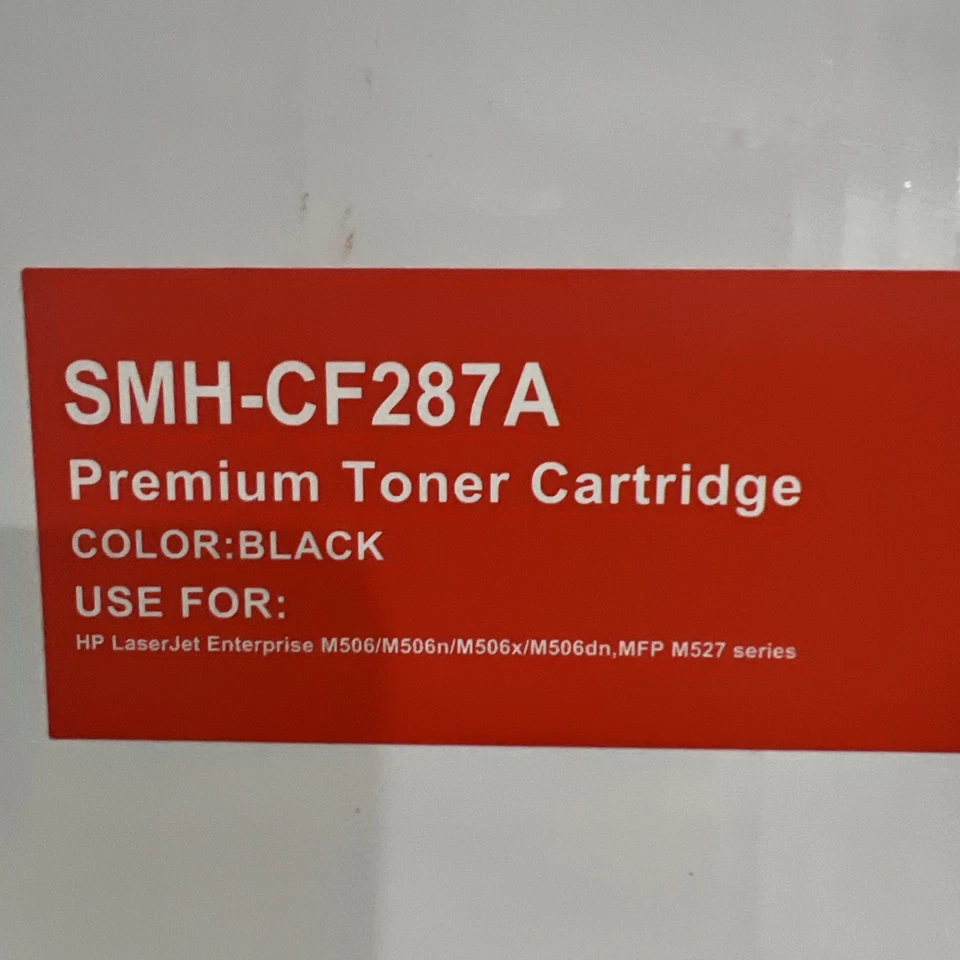 SMH-CF287A
Premium Toner Cartridge
COLOR:BLACK
USE FOR:
HP LaserJet Enterprise M506/M506n/M506x/M506dn,MFP M527 series